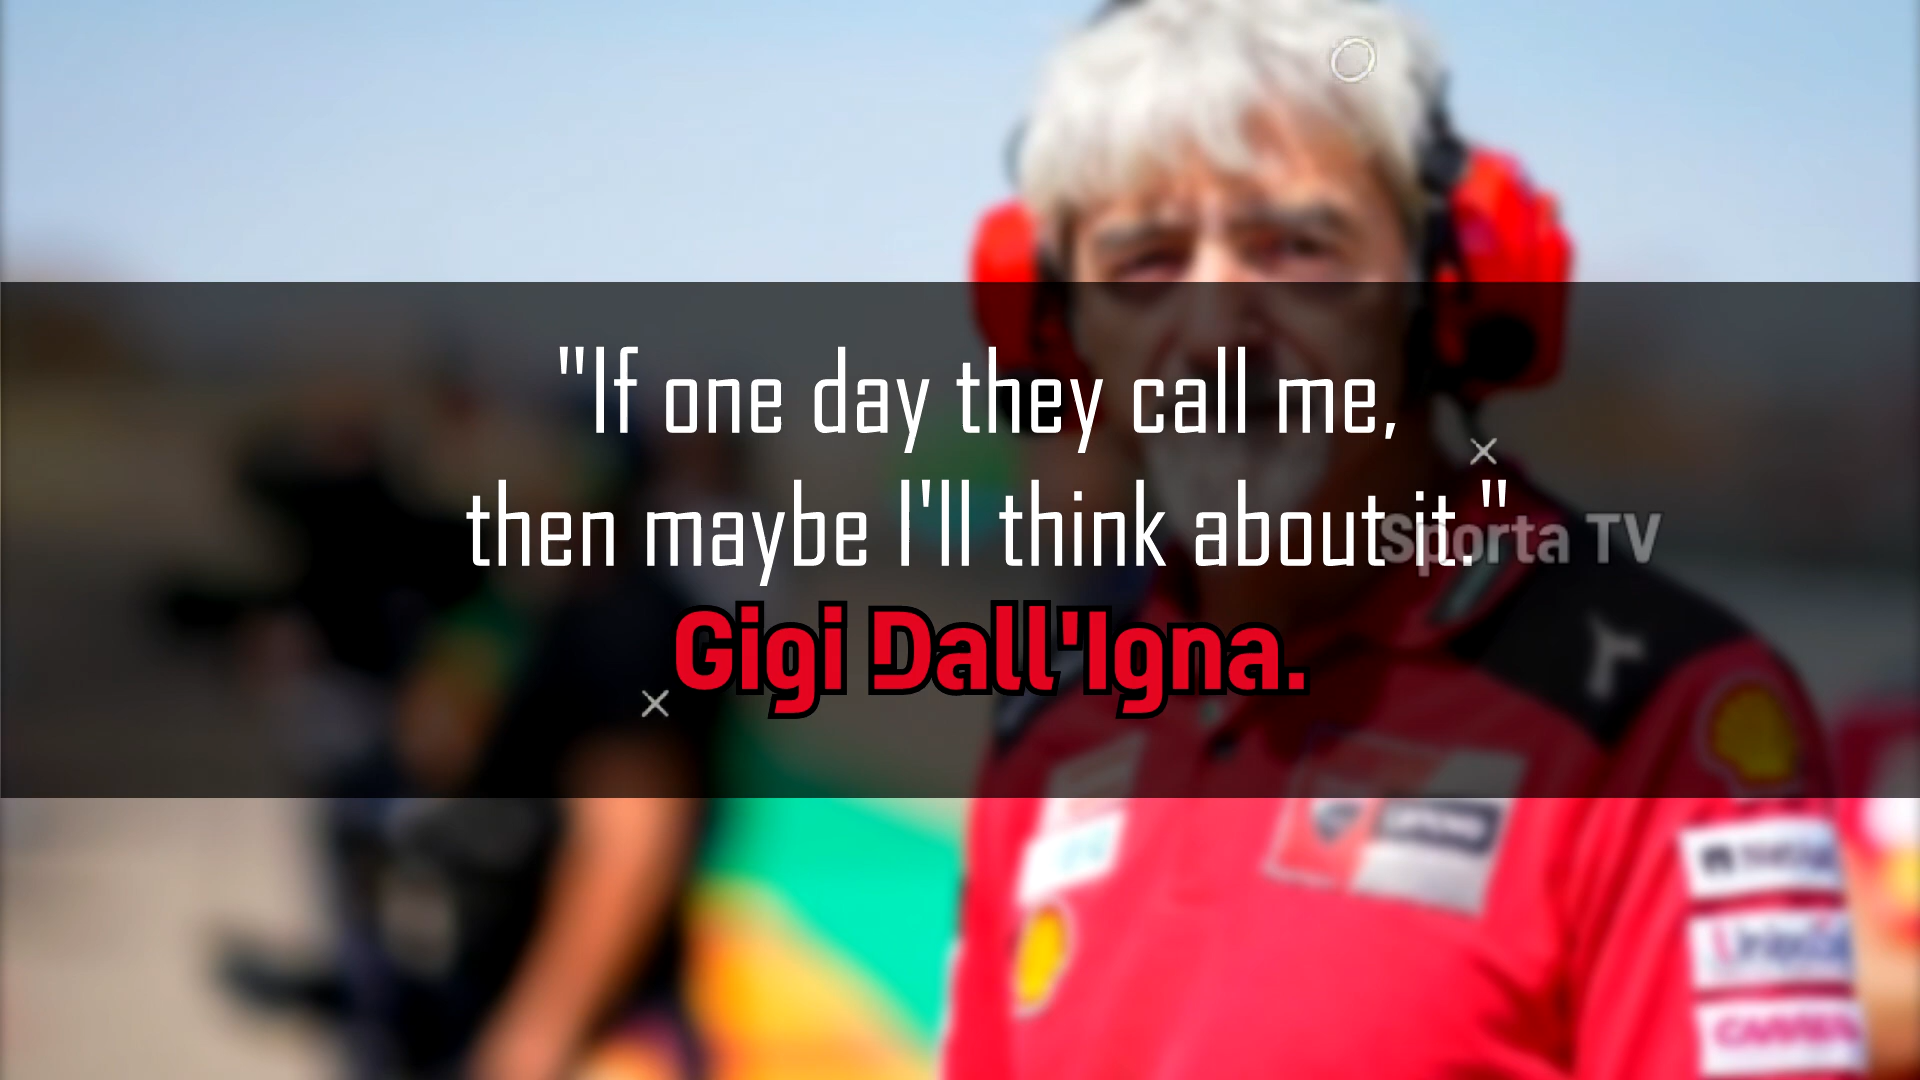 "If one day they call me,
then maybe I'll think about it."
Sporta TV
Gigi Dall'Igna.